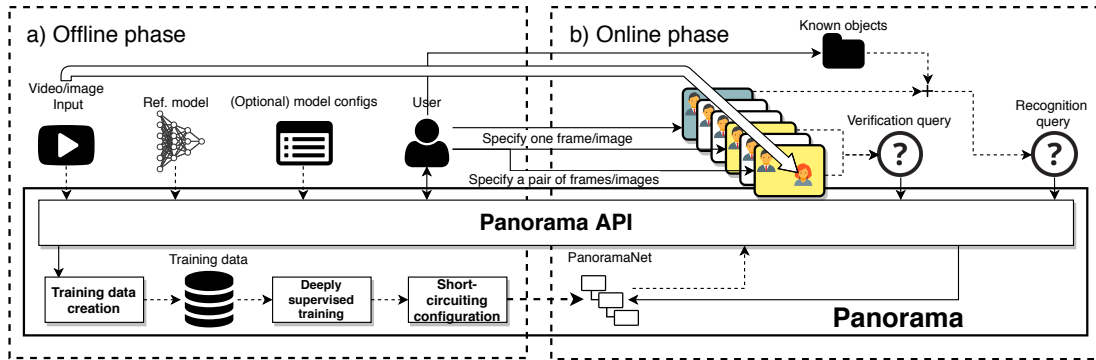 a) Offline phase
b) Online phase
Known objects
Video/image
Input
Ref. model
(Optional) model configs
User
Specify one frame/image
Specify a pair of frames/images
Verification query
?
Recognition
query
?
+
Panorama API
Training data
creation
Training data
Deeply
supervised
training
Short-
circuiting
configuration
PanoramaNet
Panorama